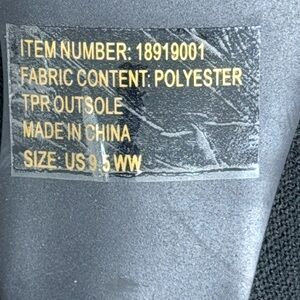 ITEM NUMBER: 18919001
FABRIC CONTENT: POLYESTER
TPR OUTSOLE
MADE IN CHINA
SIZE: US 9.5 WW